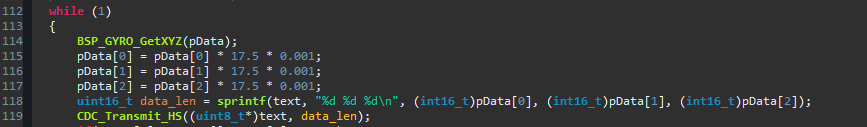 112 while (1)
113 {
114 BSP_GYRO_GetXYZ(pData);
115 pData[0] = pData[0] * 17.5 * 0.001;
116 pData[1] = pData[1] * 17.5 * 0.001;
117 pData[2] = pData[2] * 17.5 * 0.001;
118 uint16_t data_len = sprintf(text, "%d %d %d\n", (int16_t)pData[0], (int16_t)pData[1], (int16_t)pData[2]);
119 CDC_Transmit_HS((uint8_t*)text, data_len);